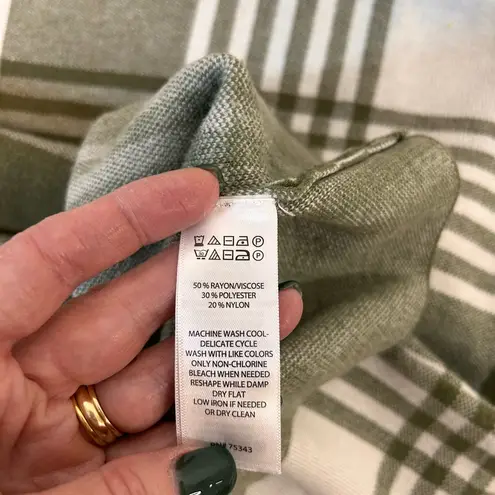 50 % RAYON/VISCOSE
30 % POLYESTER
20 % NYLON
MACHINE WASH COOL-
DELICATE CYCLE
WASH WITH LIKE COLORS
ONLY NON-CHLORINE
BLEACH WHEN NEEDED
RESHAPE WHILE DAMP
DRY FLAT
LOW IRON IF NEEDED
OR DRY CLEAN
75343